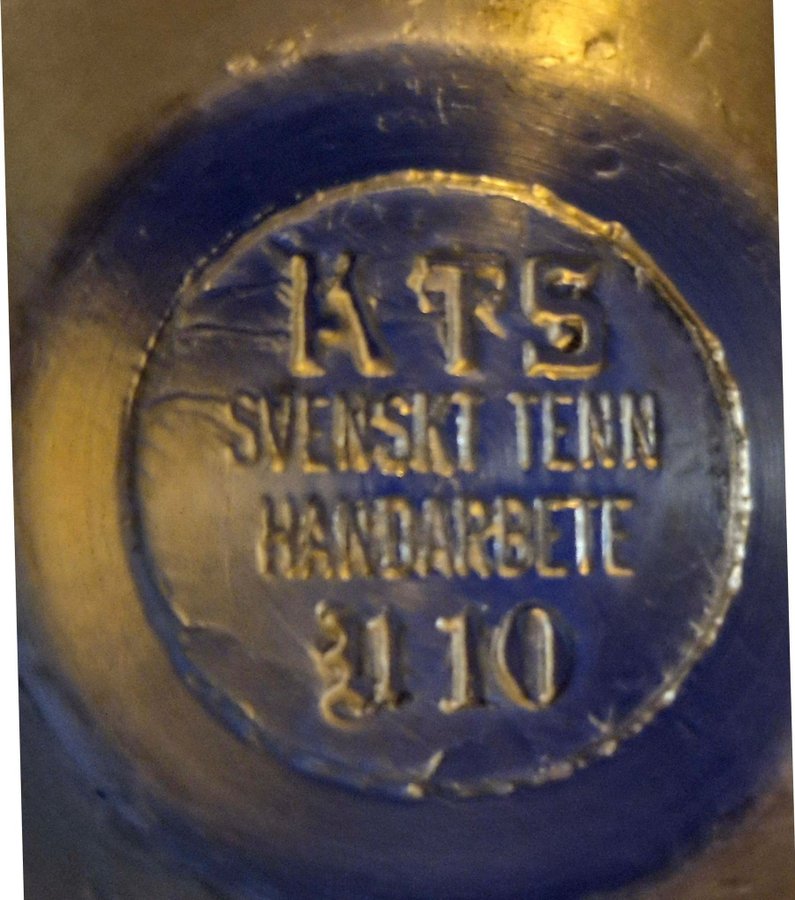 KTS
SVENSKT TENN
HANDARBETE
110